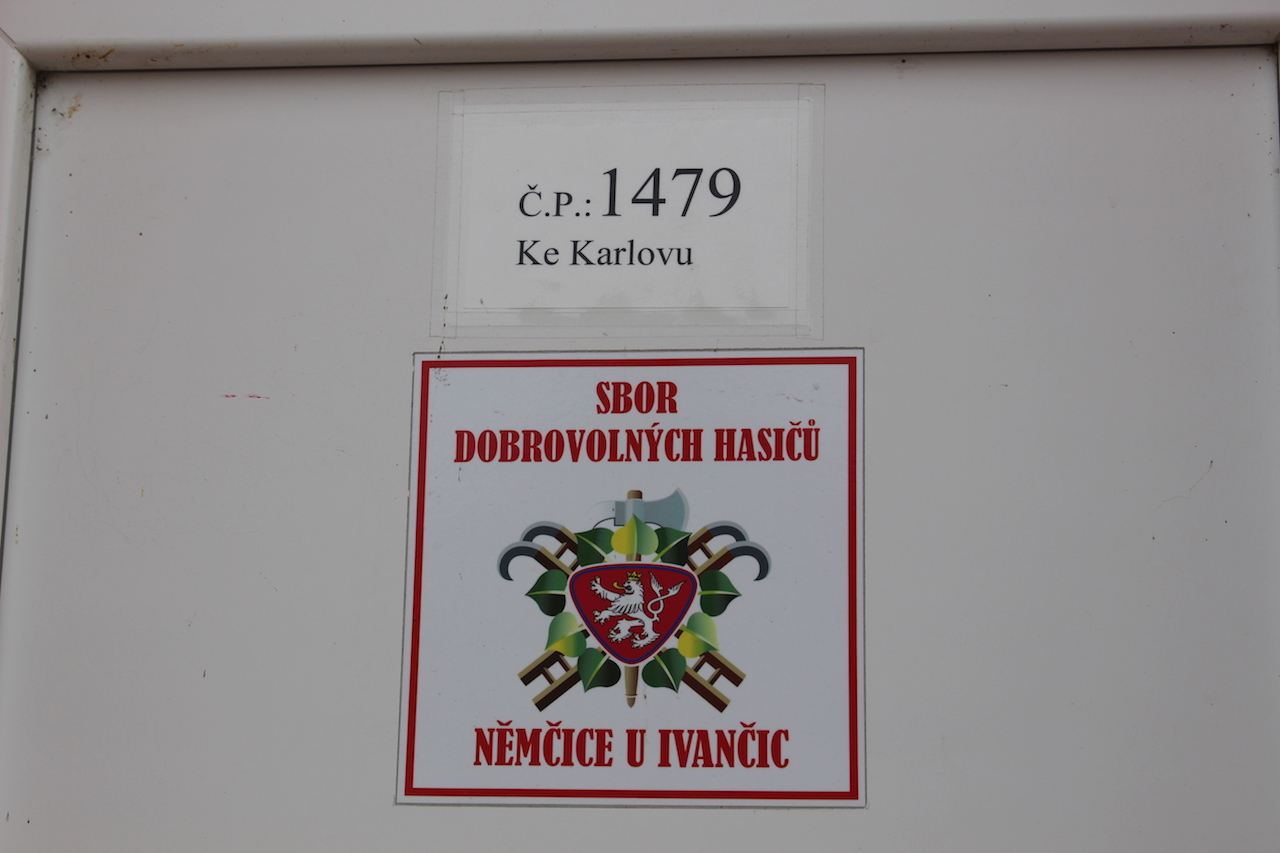 Č.P.: 1479
Ke Karlovu
SBOR
DOBROVOLNÝCH HASIČŮ
NĚMČICE U IVANČIC